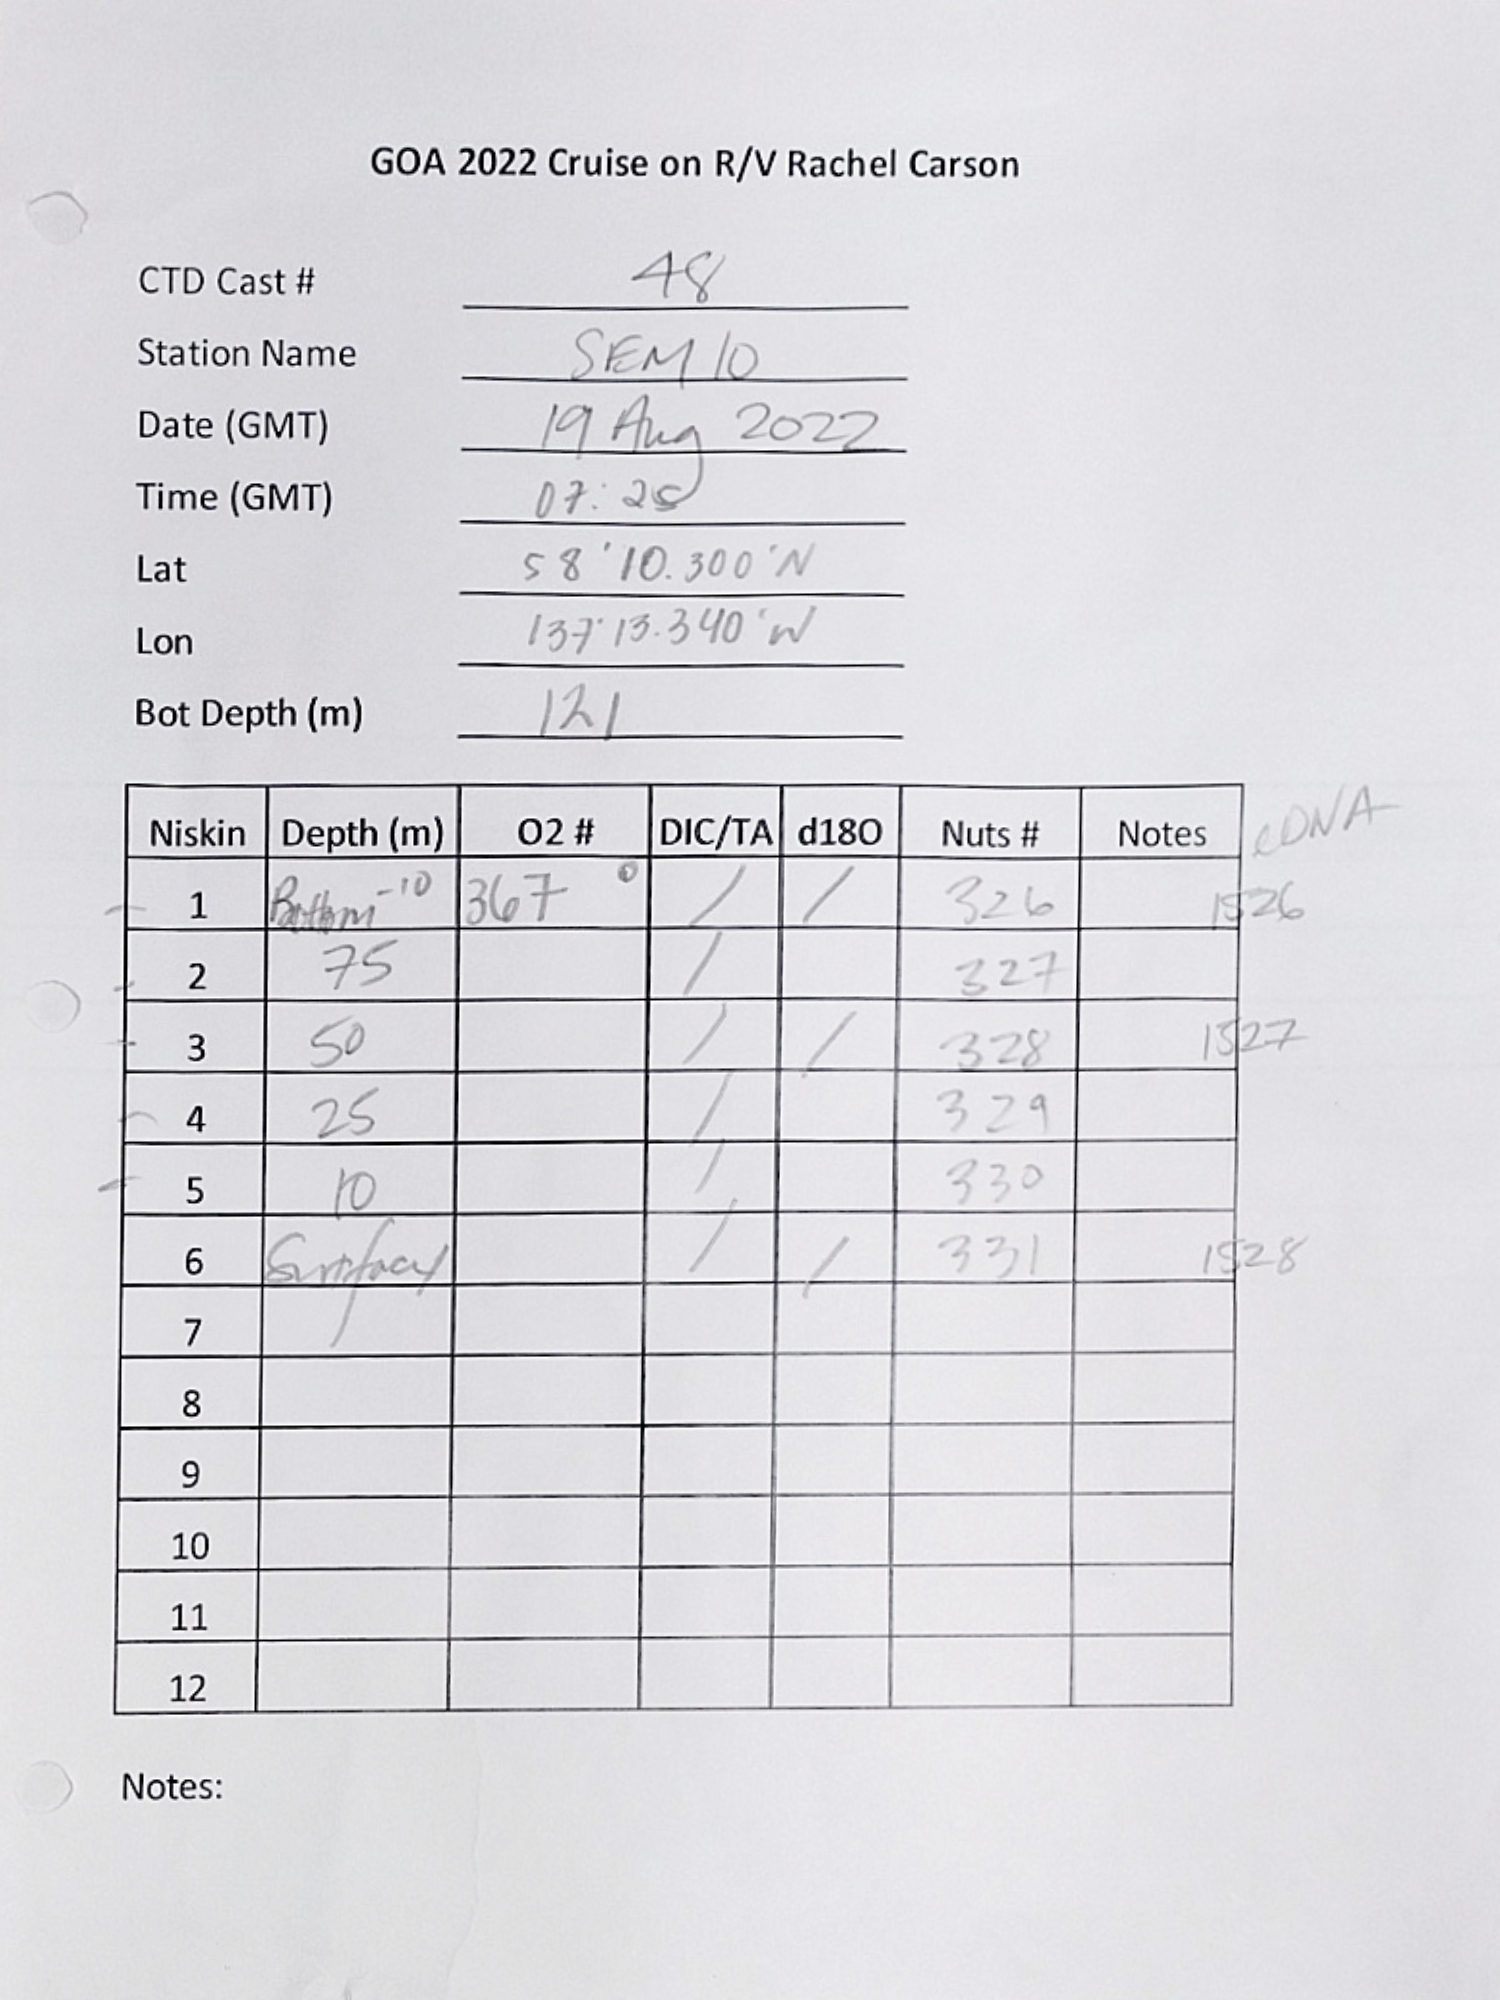 GOA 2022 Cruise on R/V Rachel Carson
CTD Cast # 48
Station Name SEM 10
Date (GMT) 19 Aug 2022
Time (GMT) 07:25
Lat 58°10.300'N
Lon 137°13.340'W
Bot Depth (m) 121
Niskin Depth (m) O2 # DIC/TA d18O Nuts # Notes eDNA
1 Bottom-10 367 0 / / 326 1526
2 75 / 327
3 50 / / 328 1527
4 25 / 329
5 10 / 330
6 Surface / / 331 1528
7
8
9
10
11
12
Notes: